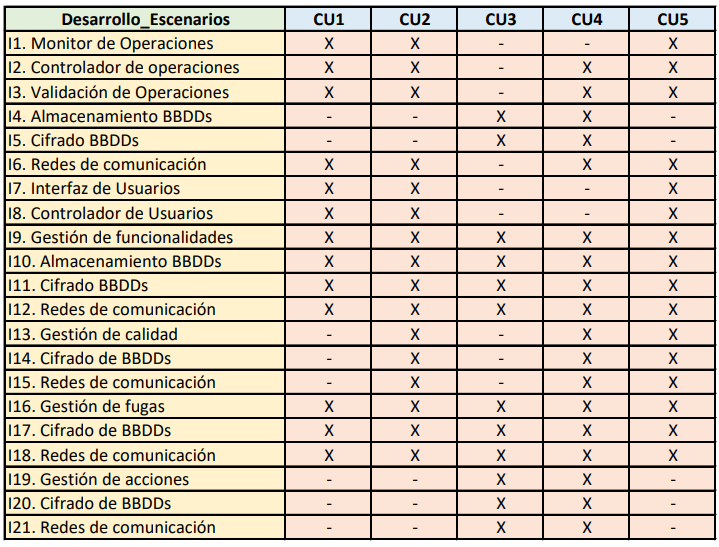 Desarrollo_Escenarios CU1 CU2 CU3 CU4 CU5
I1. Monitor de Operaciones X X - - X
I2. Controlador de operaciones X X - X X
I3. Validación de Operaciones X X - X X
I4. Almacenamiento BBDDs - - X X -
I5. Cifrado BBDDs - - X X -
I6. Redes de comunicación X X - X X
I7. Interfaz de Usuarios X X - - X
I8. Controlador de Usuarios X X - - X
I9. Gestión de funcionalidades X X X X X
I10. Almacenamiento BBDDs X X X X X
I11. Cifrado BBDDs X X X X X
I12. Redes de comunicación X X X X X
I13. Gestión de calidad - X - X X
I14. Cifrado de BBDDs - X - X X
I15. Redes de comunicación - X - X X
I16. Gestión de fugas X X X X X
I17. Cifrado de BBDDs X X X X X
I18. Redes de comunicación X X X X X
I19. Gestión de acciones - - X X -
I20. Cifrado de BBDDs - - X X -
I21. Redes de comunicación - - X X -